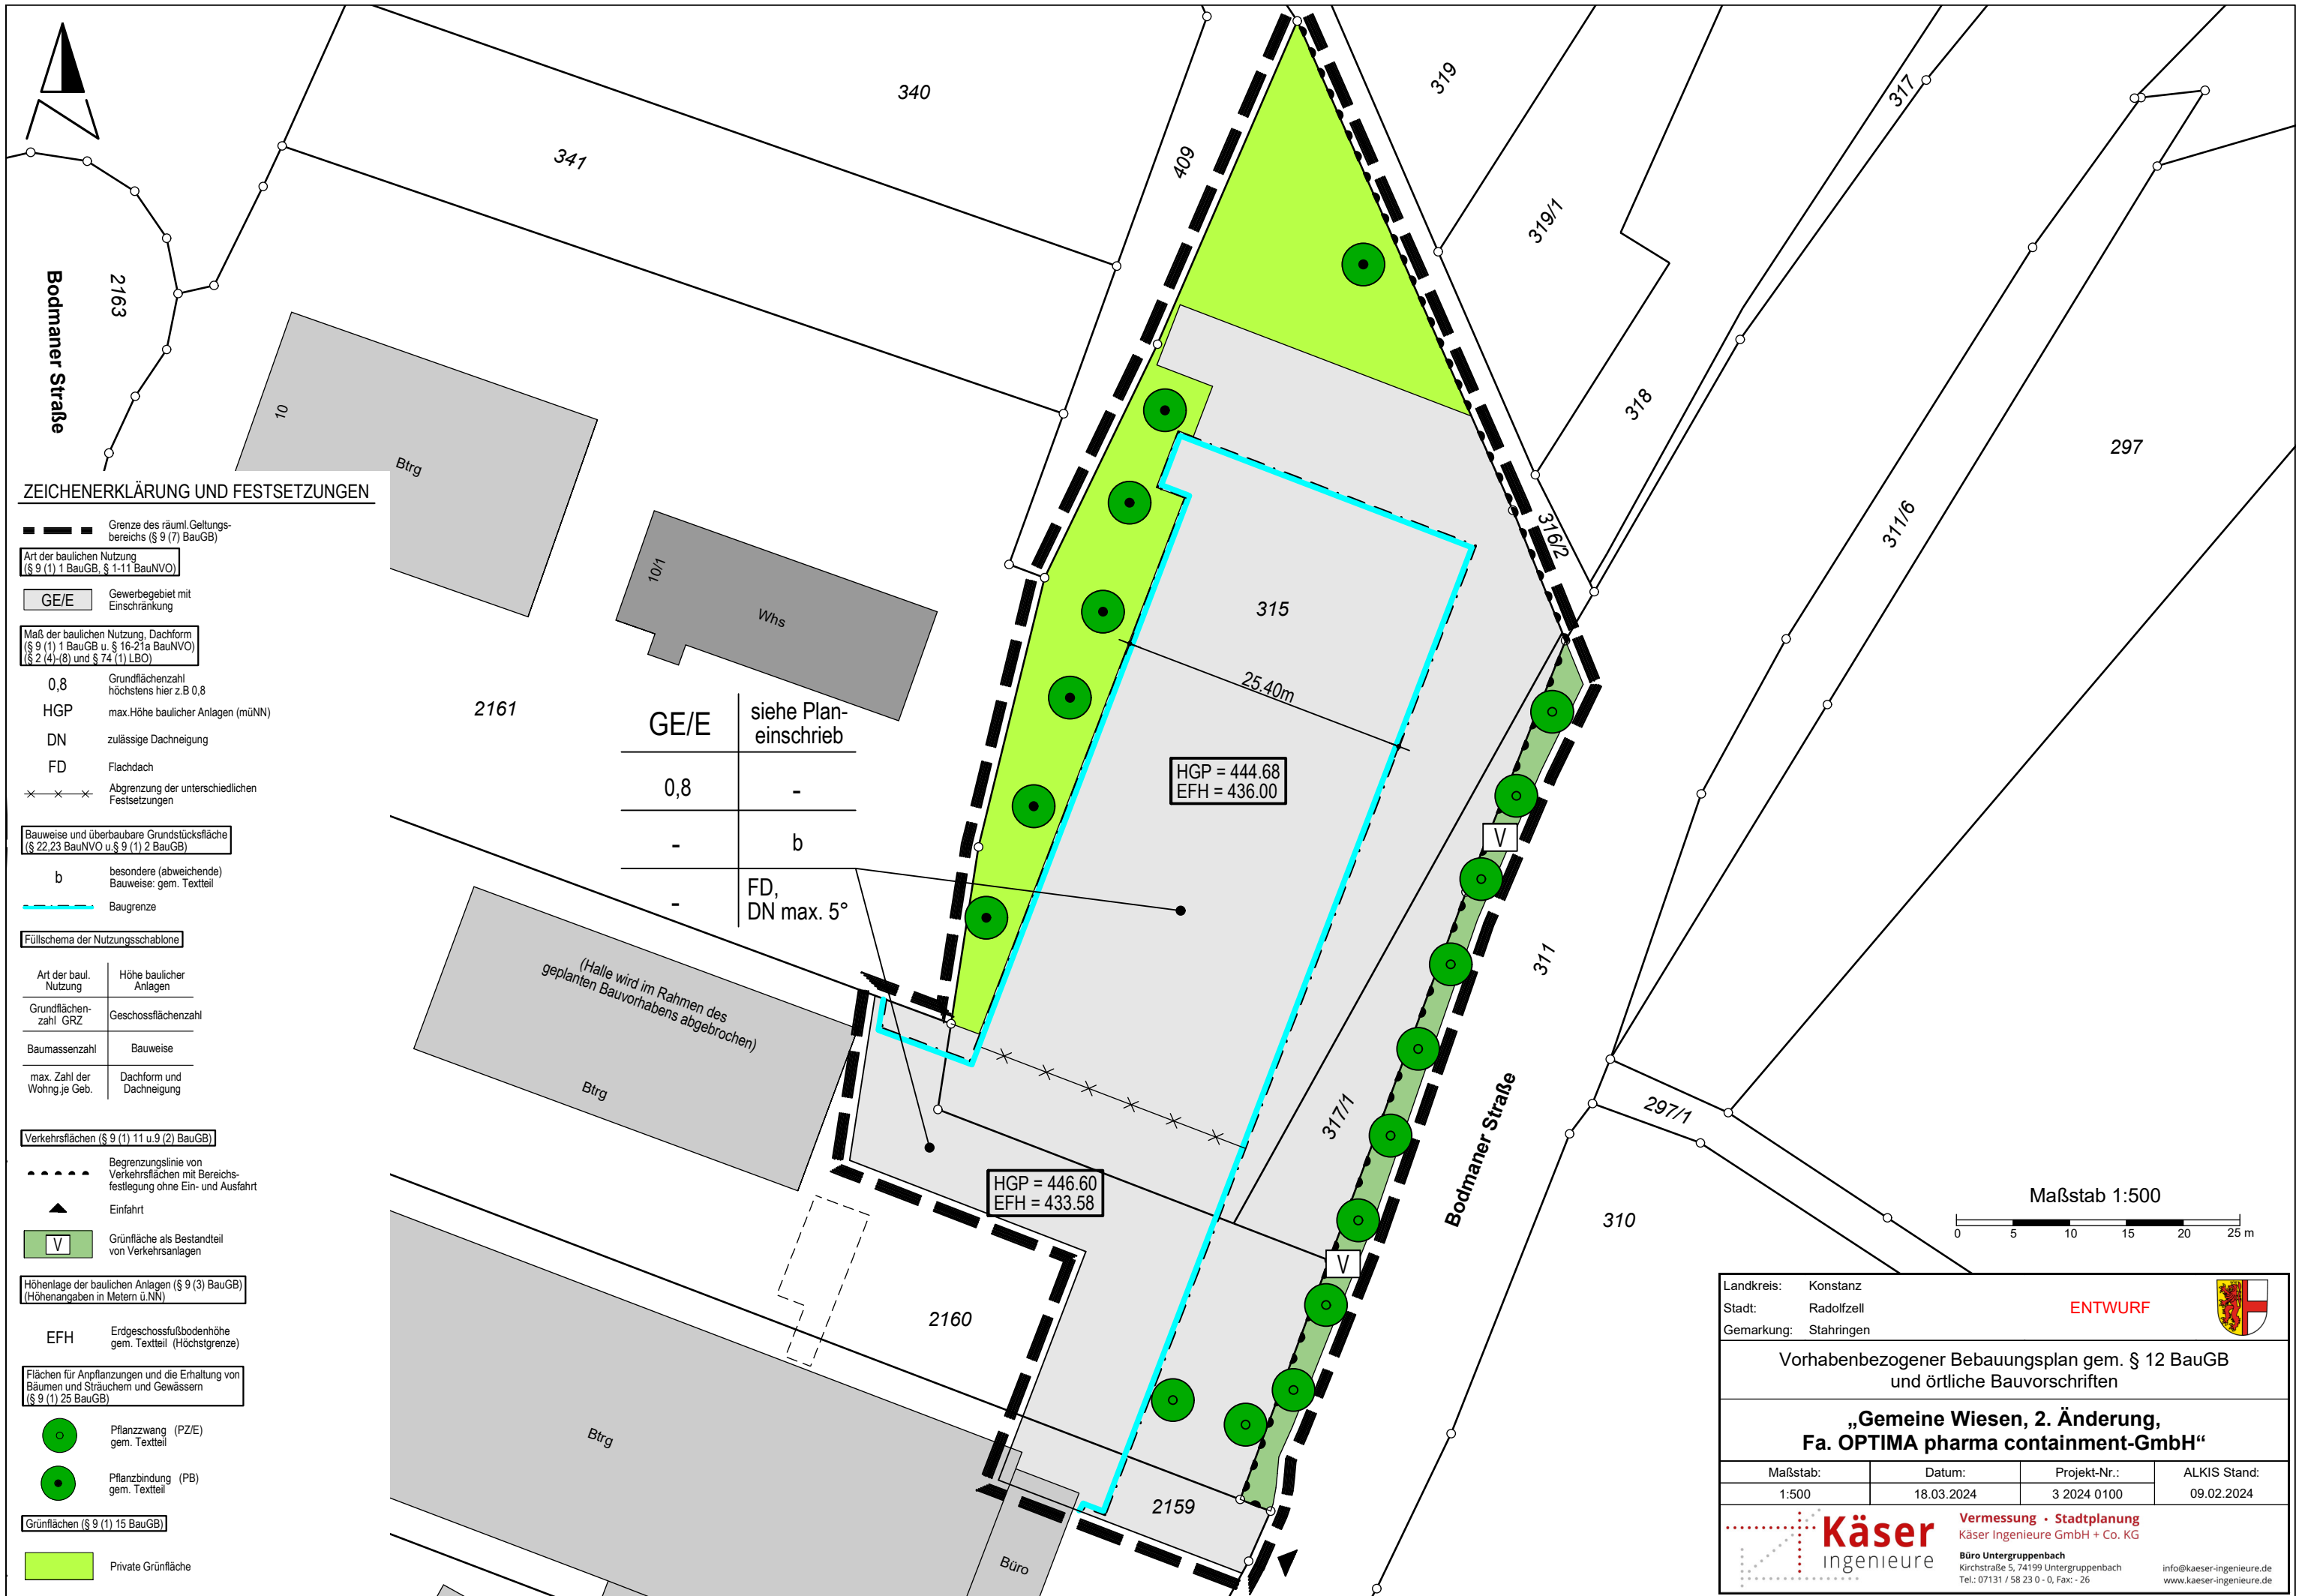 340
341
409
319
317
319/1
318
316/2
297
311/6
2163
Bodmaner Straße
10
Btrg
10/1
Whs
2161
315
25.40m
GE/E
siehe Plan-
einschrieb
0,8
-
-
b
-
FD,
DN max. 5°
HGP = 444.68
EFH = 436.00
V
311
(Halle wird im Rahmen des
geplanten Bauvorhabens abgebrochen)
Btrg
HGP = 446.60
EFH = 433.58
317/1
Bodmaner Straße
297/1
310
V
2160
Btrg
2159
Büro
ZEICHENERKLÄRUNG UND FESTSETZUNGEN
Grenze des räuml.Geltungs-
bereichs (§ 9 (7) BauGB)
Art der baulichen Nutzung
(§ 9 (1) 1 BauGB, § 1-11 BauNVO)
GE/E
Gewerbegebiet mit
Einschränkung
Maß der baulichen Nutzung, Dachform
(§ 9 (1) 1 BauGB u. § 16-21a BauNVO)
(§ 2 (4)-(8) und § 74 (1) LBO)
0,8
Grundflächenzahl
höchstens hier z.B 0,8
HGP
max.Höhe baulicher Anlagen (müNN)
DN
zulässige Dachneigung
FD
Flachdach
Abgrenzung der unterschiedlichen
Festsetzungen
Bauweise und überbaubare Grundstücksfläche
(§ 22,23 BauNVO u.§ 9 (1) 2 BauGB)
b
besondere (abweichende)
Bauweise: gem. Textteil
Baugrenze
Füllschema der Nutzungsschablone
Art der baul.
Nutzung
Höhe baulicher
Anlagen
Grundflächen-
zahl GRZ
Geschossflächenzahl
Baumassenzahl
Bauweise
max. Zahl der
Wohng.je Geb.
Dachform und
Dachneigung
Verkehrsflächen (§ 9 (1) 11 u.9 (2) BauGB)
Begrenzungslinie von
Verkehrsflächen mit Bereichs-
festlegung ohne Ein- und Ausfahrt
Einfahrt
V
Grünfläche als Bestandteil
von Verkehrsanlagen
Höhenlage der baulichen Anlagen (§ 9 (3) BauGB)
(Höhenangaben in Metern ü.NN)
EFH
Erdgeschossfußbodenhöhe
gem. Textteil (Höchstgrenze)
Flächen für Anpflanzungen und die Erhaltung von
Bäumen und Sträuchern und Gewässern
(§ 9 (1) 25 BauGB)
Pflanzzwang (PZ/E)
gem. Textteil
Pflanzbindung (PB)
gem. Textteil
Grünflächen (§ 9 (1) 15 BauGB)
Private Grünfläche
Maßstab 1:500
0 5 10 15 20 25 m
Landkreis: Konstanz
Stadt: Radolfzell
Gemarkung: Stahringen
ENTWURF
Vorhabenbezogener Bebauungsplan gem. § 12 BauGB
und örtliche Bauvorschriften
„Gemeine Wiesen, 2. Änderung,
Fa. OPTIMA pharma containment-GmbH“
Maßstab: Datum: Projekt-Nr.: ALKIS Stand:
1:500 18.03.2024 3 2024 0100 09.02.2024
Käser
ingenieure
Vermessung • Stadtplanung
Käser Ingenieure GmbH + Co. KG
Büro Untergruppenbach
Kirchstraße 5, 74199 Untergruppenbach
Tel.: 07131 / 58 23 0 - 0, Fax: - 26
info@kaeser-ingenieure.de
www.kaeser-ingenieure.de